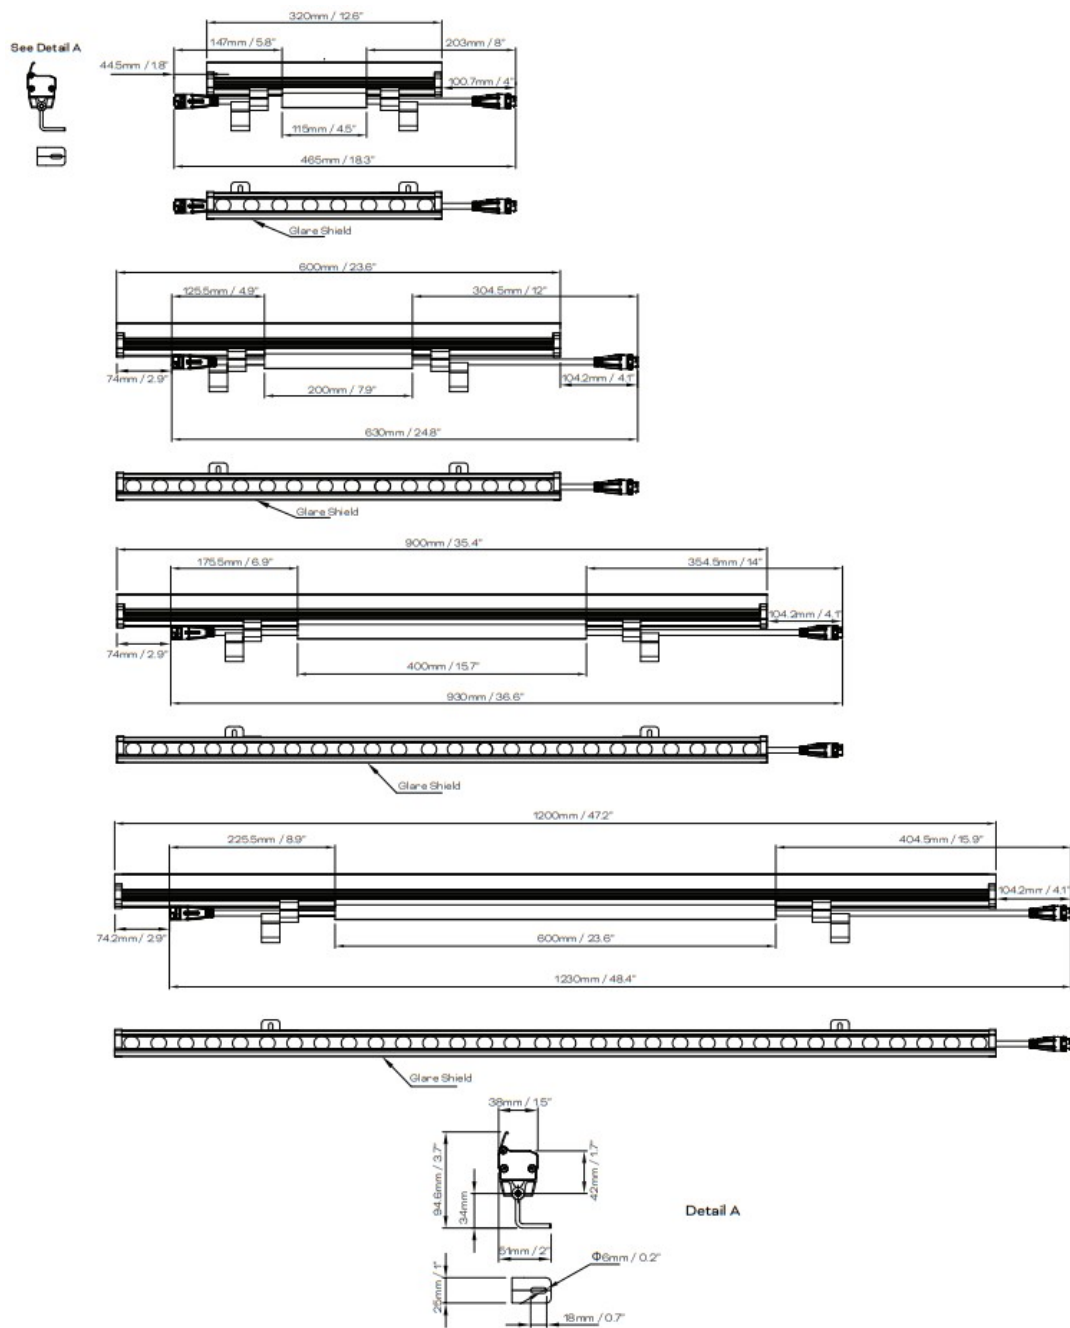 320mm / 12.6"
See Detail A
147mm / 5.8"
203mm / 8"
44.5mm / 1.8"
100.7mm / 4"
115mm / 4.5"
465mm / 18.3"
Glare Shield
600mm / 23.6"
125.5mm / 4.9"
304.5mm / 12"
74mm / 2.9"
104.2mm / 4.1"
200mm / 7.9"
630mm / 24.8"
Glare Shield
900mm / 35.4"
175.5mm / 6.9"
354.5mm / 14"
104.2mm / 4.1"
74mm / 2.9"
400mm / 15.7"
930mm / 36.6"
Glare Shield
1200mm / 47.2"
225.5mm / 8.9"
404.5mm / 15.9"
104.2mm / 4.1"
74.2mm / 2.9"
600mm / 23.6"
1230mm / 48.4"
Glare Shield
38mm / 1.5"
94.6mm / 3.7"
42mm / 1.7"
34mm
Detail A
51mm / 2"
Φ6mm / 0.2"
25mm / 1"
18mm / 0.7"